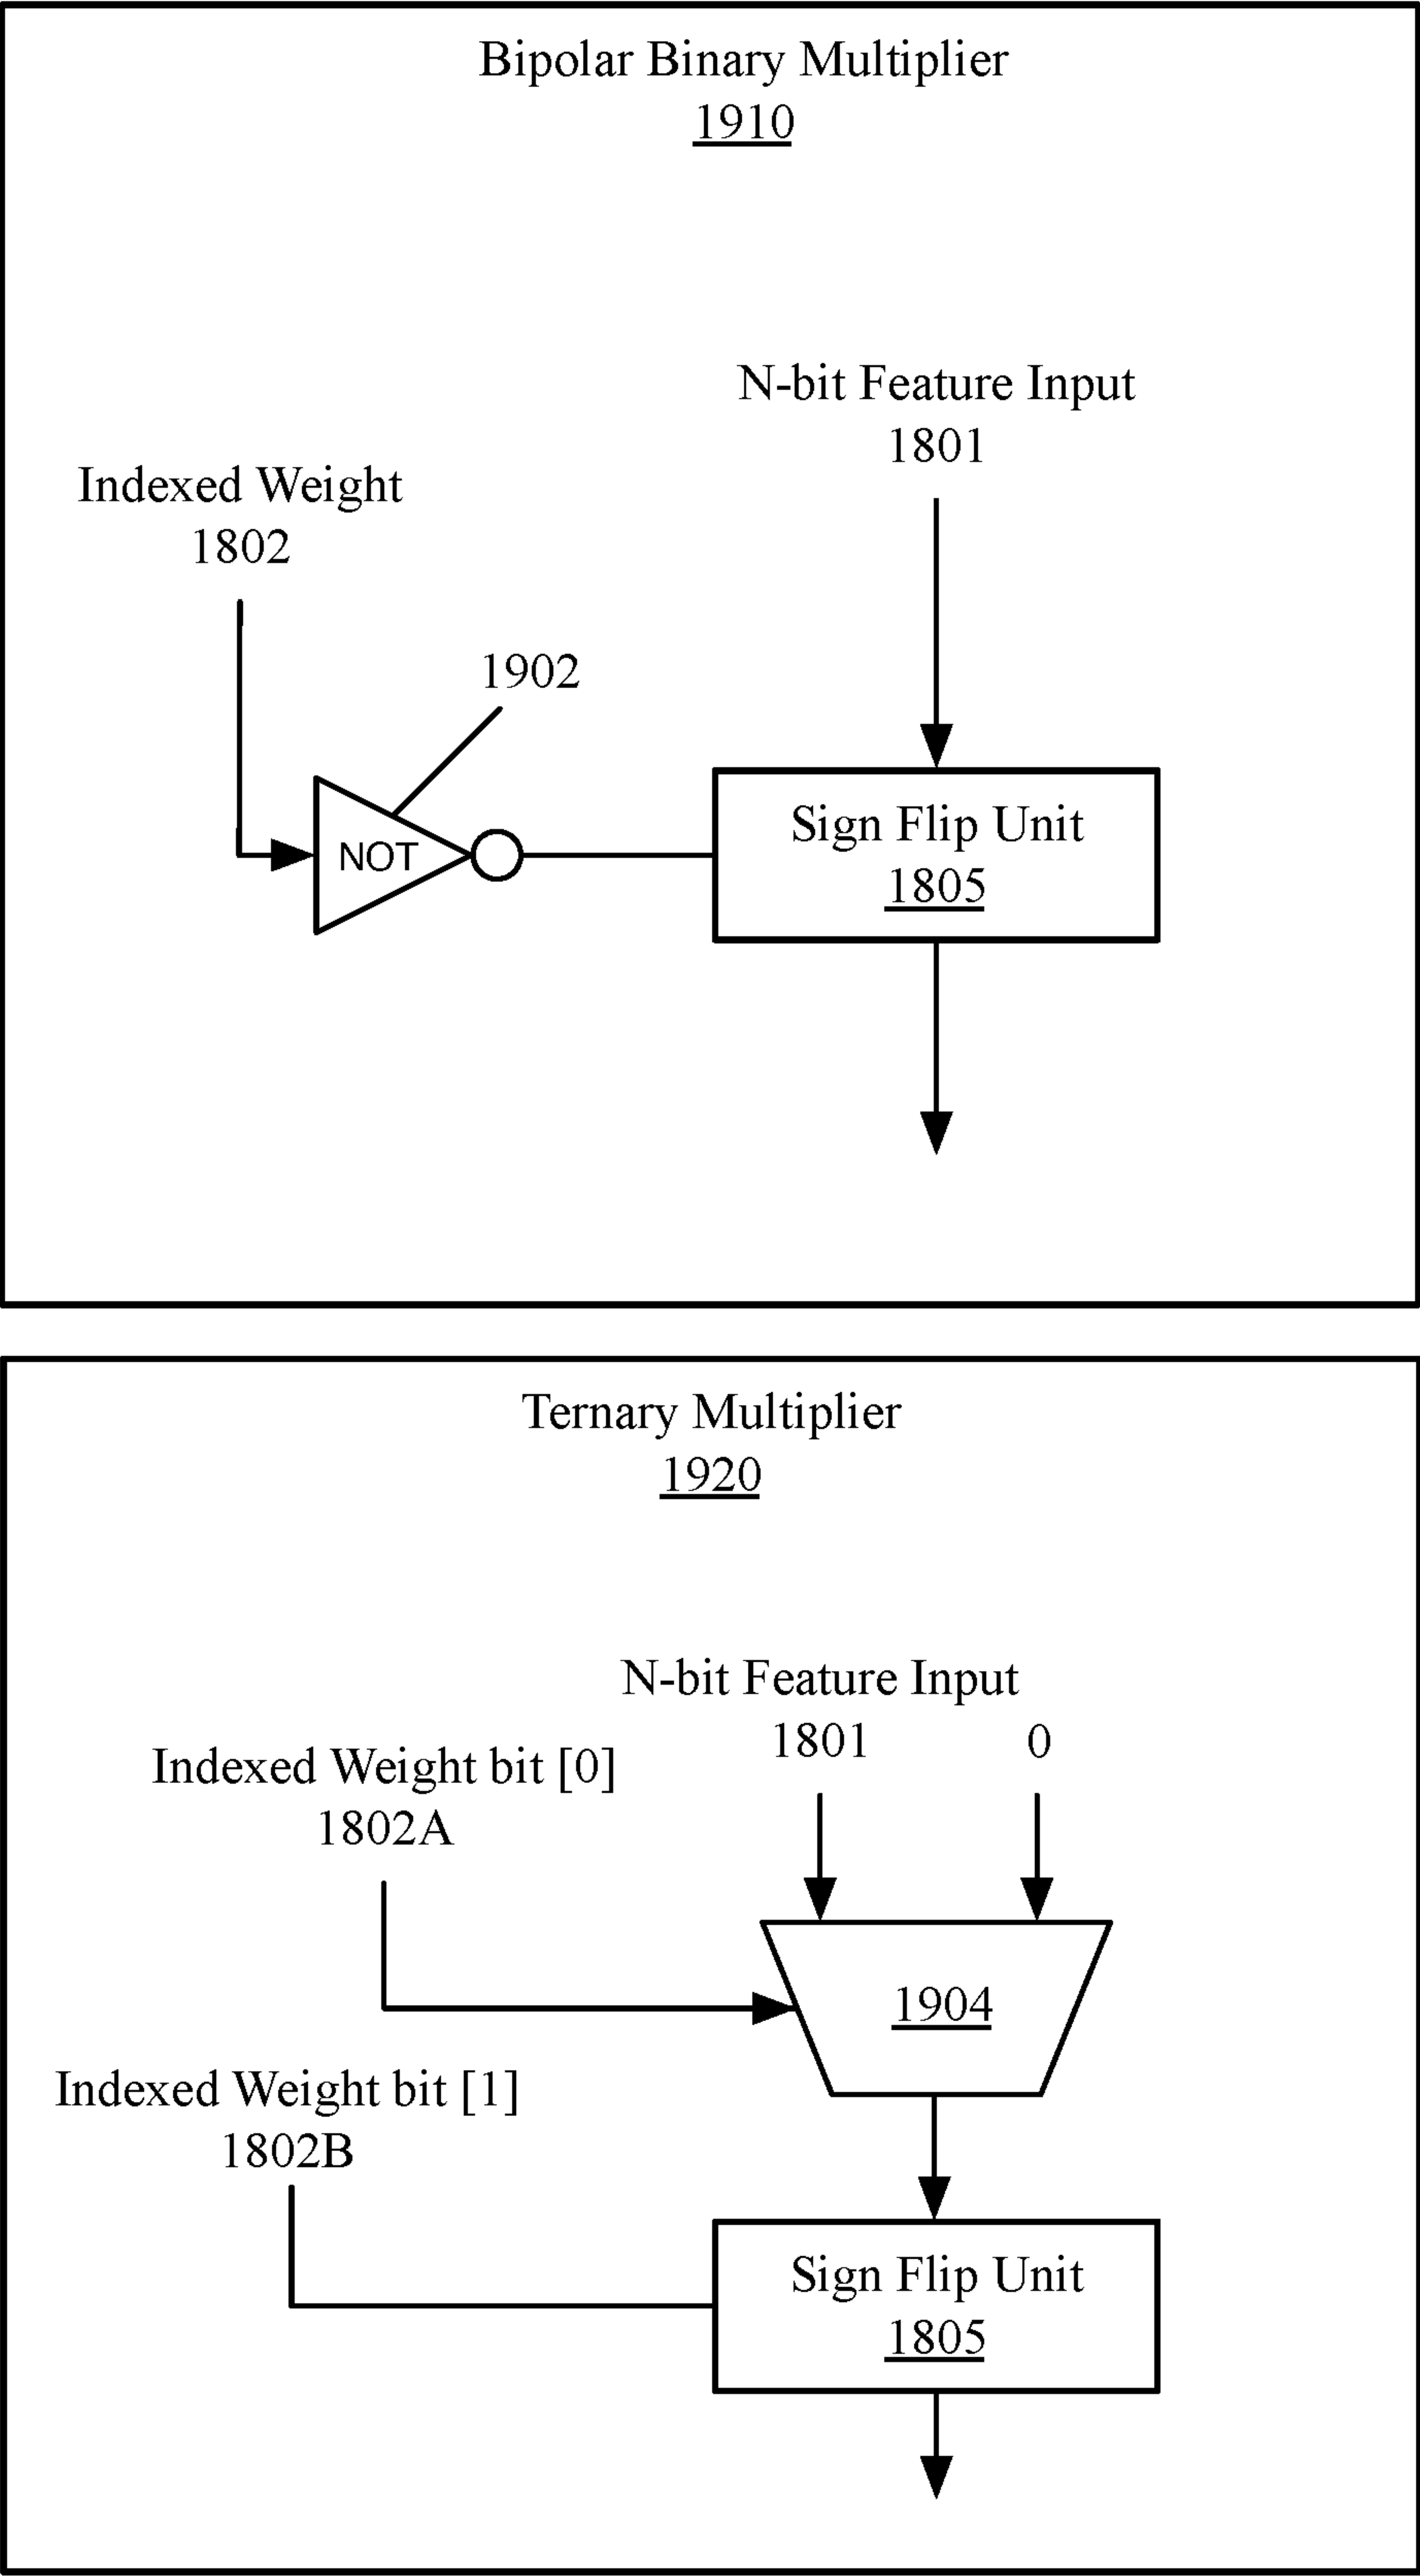 Bipolar Binary Multiplier
1910
N-bit Feature Input
1801
Indexed Weight
1802
1902
NOT
Sign Flip Unit
1805
Ternary Multiplier
1920
N-bit Feature Input
1801 0
Indexed Weight bit [0]
1802A
1904
Indexed Weight bit [1]
1802B
Sign Flip Unit
1805